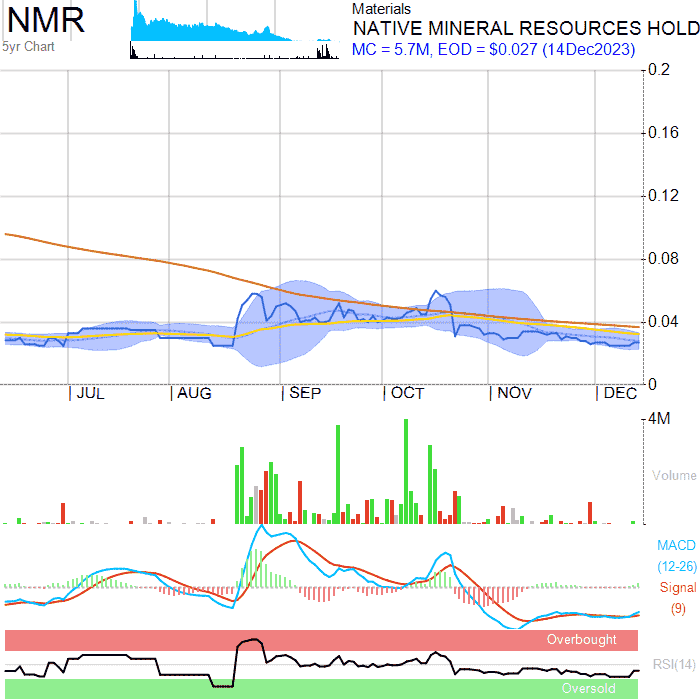 NMR
5yr Chart
Materials
NATIVE MINERAL RESOURCES HOLD
MC = 5.7M, EOD = $0.027 (14Dec2023)
0.2
0.16
0.12
0.08
0.04
0
JUL AUG SEP OCT NOV DEC
4M
Volume
MACD
(12-26)
Signal
(9)
Overbought
RSI(14)
Oversold